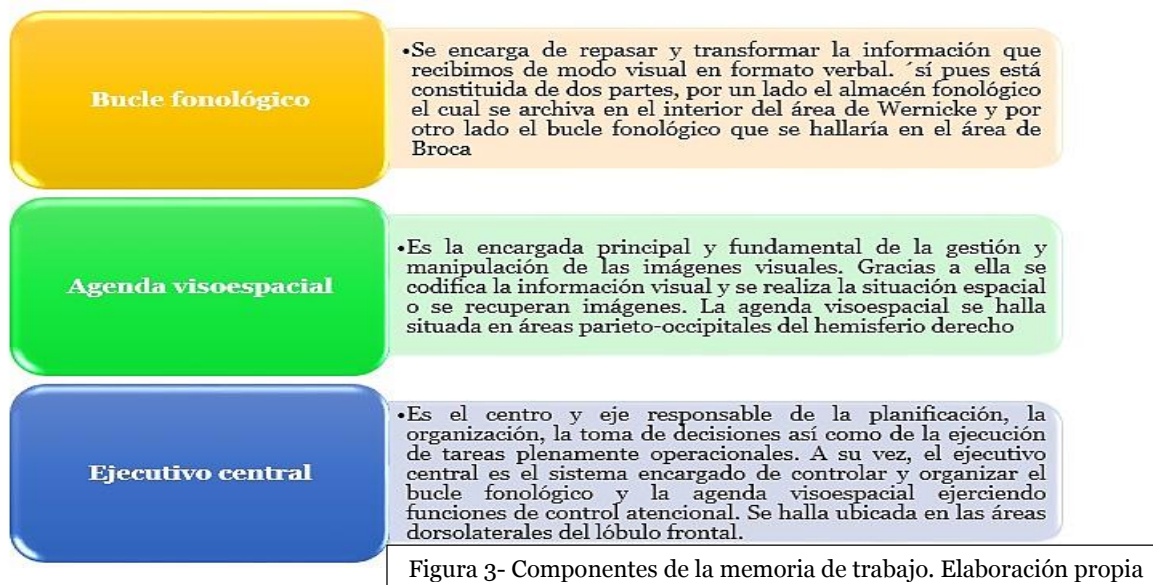 Bucle fonológico
•Se encarga de repasar y transformar la información que
recibimos de modo visual en formato verbal. ´sí pues está
constituida de dos partes, por un lado el almacén fonológico
el cual se archiva en el interior del área de Wernicke y por
otro lado el bucle fonológico que se hallaría en el área de
Broca
Agenda visoespacial
•Es la encargada principal y fundamental de la gestión y
manipulación de las imágenes visuales. Gracias a ella se
codifica la información visual y se realiza la situación espacial
o se recuperan imágenes. La agenda visoespacial se halla
situada en áreas parieto-occipitales del hemisferio derecho
Ejecutivo central
•Es el centro y eje responsable de la planificación, la
organización, la toma de decisiones así como de la ejecución
de tareas plenamente operacionales. A su vez, el ejecutivo
central es el sistema encargado de controlar y organizar el
bucle fonológico y la agenda visoespacial ejerciendo
funciones de control atencional. Se halla ubicada en las áreas
dorsolaterales del lóbulo frontal.
Figura 3- Componentes de la memoria de trabajo. Elaboración propia